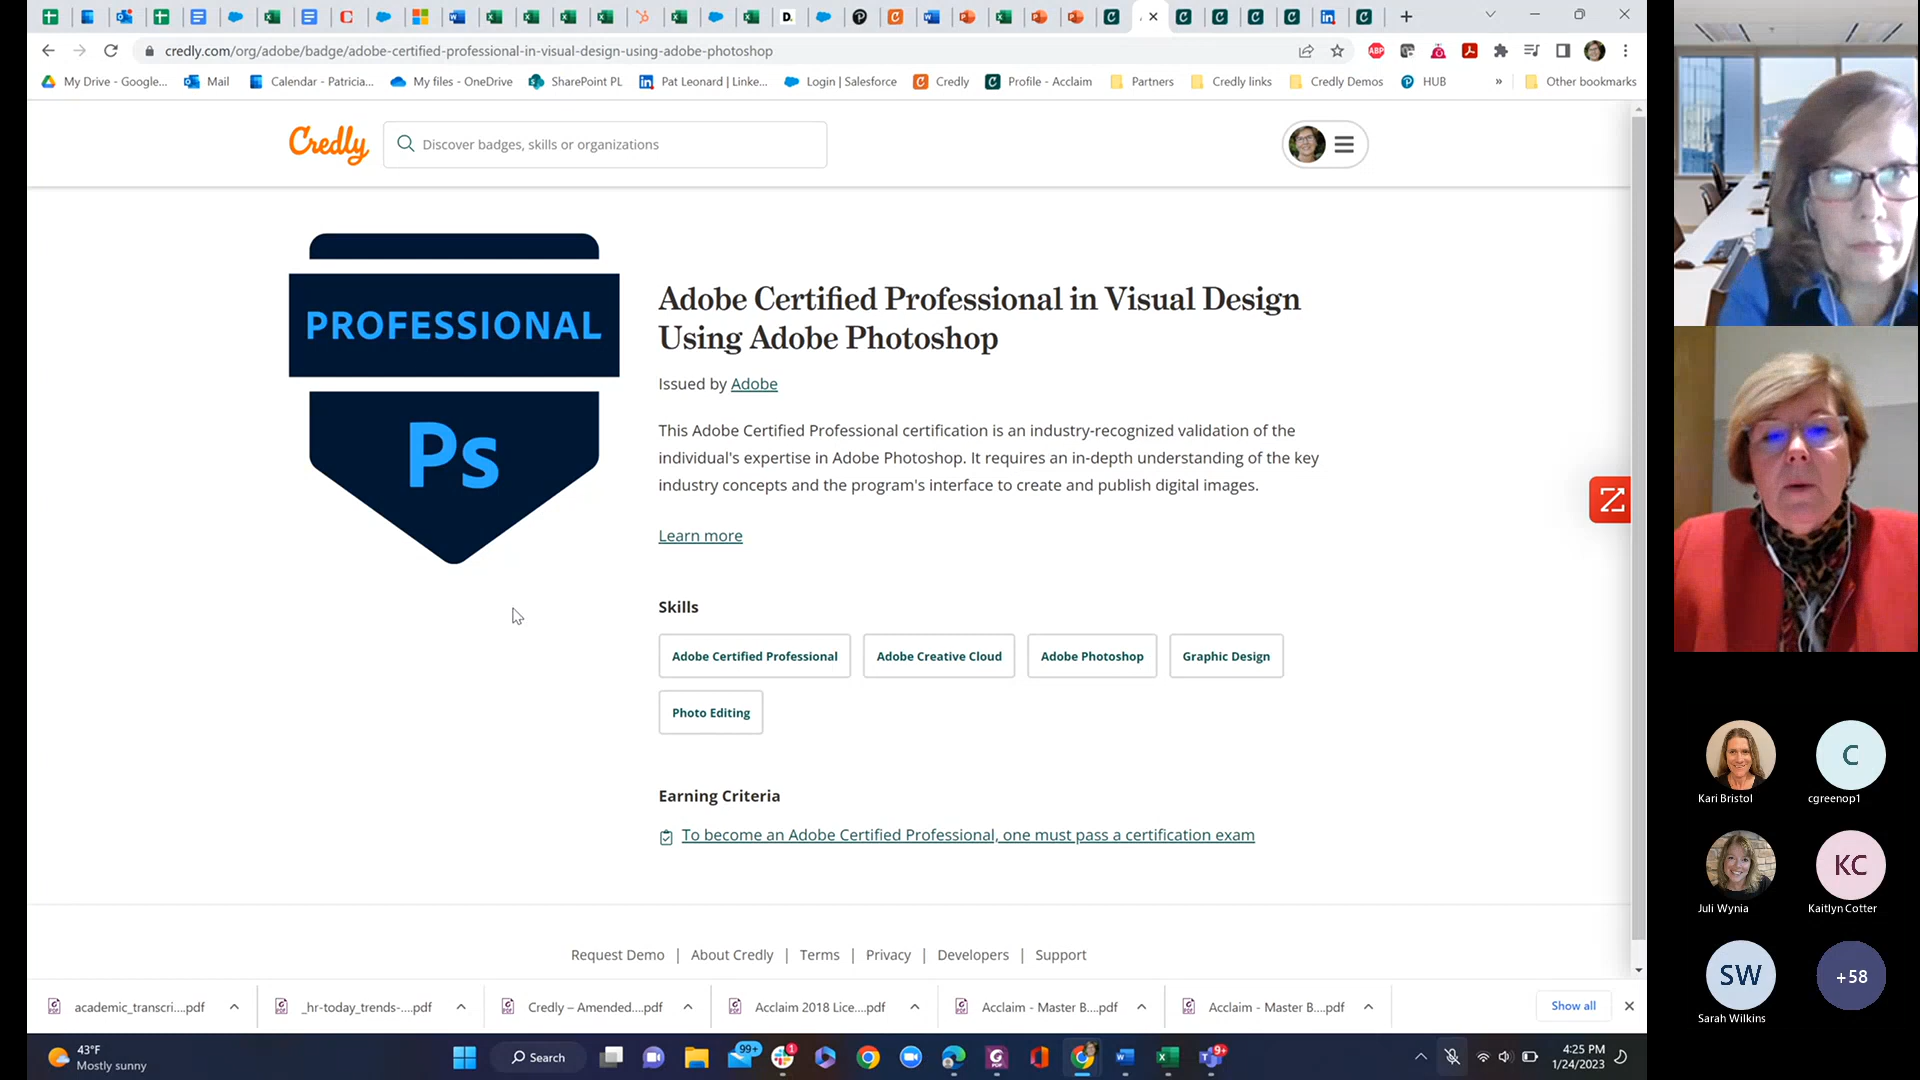 credly.com/org/adobe/badge/adobe-certified-professional-in-visual-design-using-adobe-photoshop
ABP
My Drive - Google...
Mail
Calendar - Patricia...
My files - OneDrive
SharePoint PL
Pat Leonard | Linke...
Login | Salesforce
Credly
Profile - Acclaim
Partners
Credly links
Credly Demos
HUB
»
Other bookmarks
Credly
Discover badges, skills or organizations
PROFESSIONAL
Ps
Adobe Certified Professional in Visual Design
Using Adobe Photoshop
Issued by Adobe
This Adobe Certified Professional certification is an industry-recognized validation of the
individual's expertise in Adobe Photoshop. It requires an in-depth understanding of the key
industry concepts and the program's interface to create and publish digital images.
Learn more
Skills
Adobe Certified Professional
Adobe Creative Cloud
Adobe Photoshop
Graphic Design
Photo Editing
Earning Criteria
To become an Adobe Certified Professional, one must pass a certification exam
Request Demo | About Credly | Terms | Privacy | Developers | Support
academic_transcri....pdf
_hr-today_trends-....pdf
Credly – Amended....pdf
Acclaim 2018 Lice....pdf
Acclaim - Master B....pdf
Acclaim - Master B....pdf
Show all
43°F
Mostly sunny
Search
99+
1
9+
4:25 PM
1/24/2023
Kari Bristol
C
cgreenop1
Juli Wynia
KC
Kaitlyn Cotter
SW
Sarah Wilkins
+58